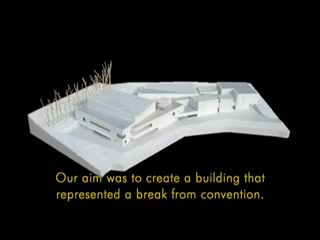 Our aim was to create a building that
represented a break from convention.